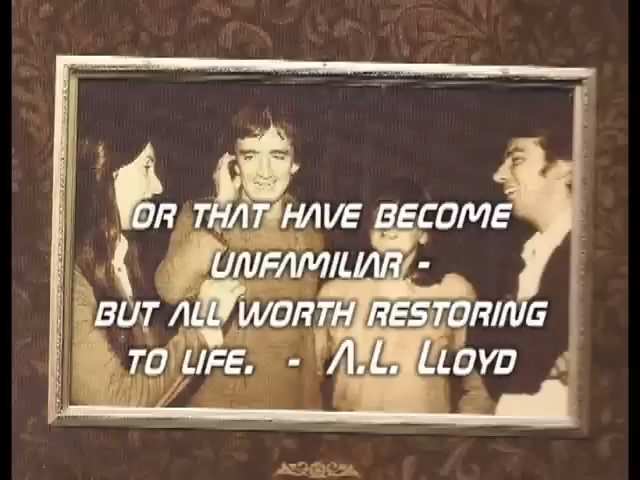 OR THAT HAVE BECOME
UNFAMILIAR -
BUT ALL WORTH RESTORING
TO LIFE. - A.L. LLOYD